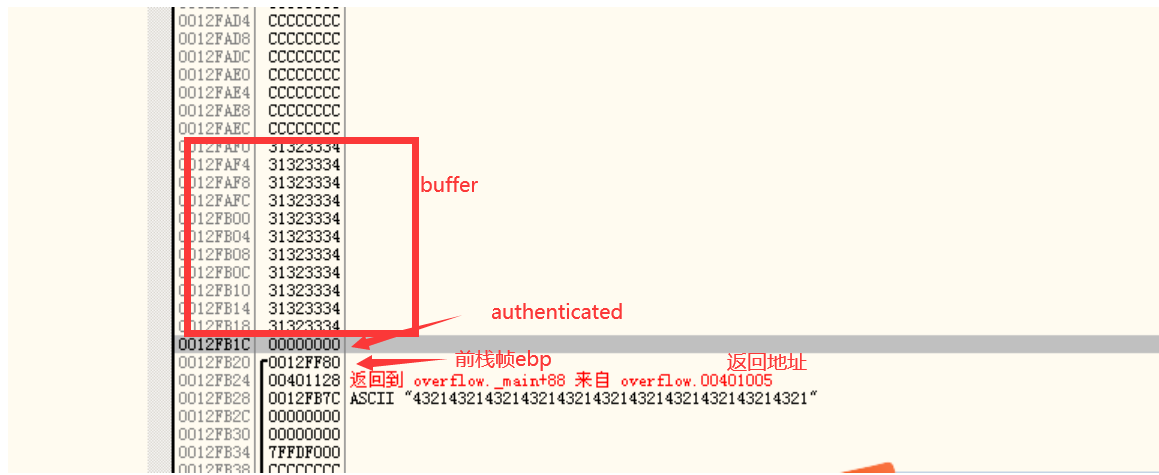 0012FAD4 CCCCCCCC
0012FAD8 CCCCCCCC
0012FADC CCCCCCCC
0012FAE0 CCCCCCCC
0012FAE4 CCCCCCCC
0012FAE8 CCCCCCCC
0012FAEC CCCCCCCC
0012FAF0 31323334
0012FAF4 31323334
0012FAF8 31323334 buffer
0012FAFC 31323334
0012FB00 31323334
0012FB04 31323334
0012FB08 31323334
0012FB0C 31323334
0012FB10 31323334
0012FB14 31323334 authenticated
0012FB18 31323334
0012FB1C 00000000
0012FB20 0012FF80 前栈帧ebp 返回地址
0012FB24 00401128 返回到 overflow._main+88 来自 overflow.00401005
0012FB28 0012FB7C ASCII "43214321432143214321432143214321432143214321"
0012FB2C 00000000
0012FB30 00000000
0012FB34 7FFDF000
0012FB38 CCCCCCCC